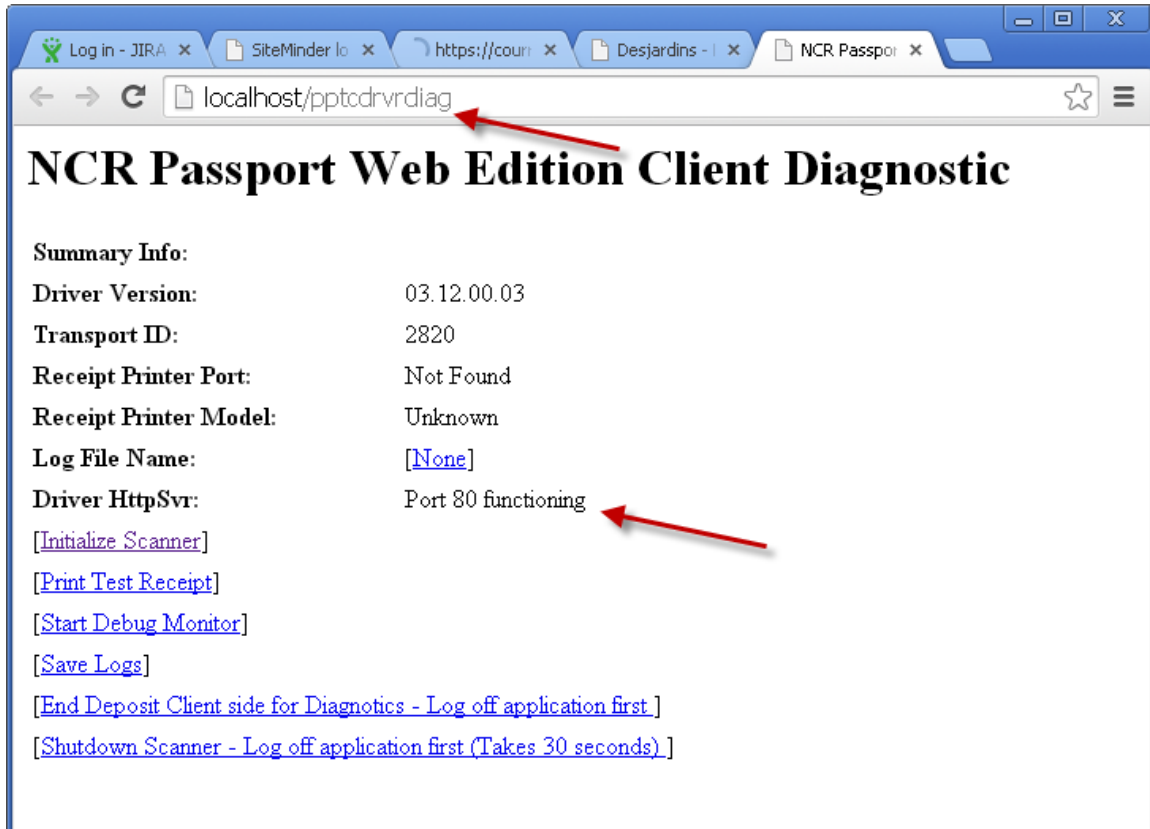 Log in - JIRA
SiteMinder lo
https://courr
Desjardins - I
NCR Passpor
localhost/pptcdrvrdiag
NCR Passport Web Edition Client Diagnostic
Summary Info:
Driver Version: 03.12.00.03
Transport ID: 2820
Receipt Printer Port: Not Found
Receipt Printer Model: Unknown
Log File Name: [None]
Driver HttpSvr: Port 80 functioning
[Initialize Scanner]
[Print Test Receipt]
[Start Debug Monitor]
[Save Logs]
[End Deposit Client side for Diagnotics - Log off application first ]
[Shutdown Scanner - Log off application first (Takes 30 seconds) ]